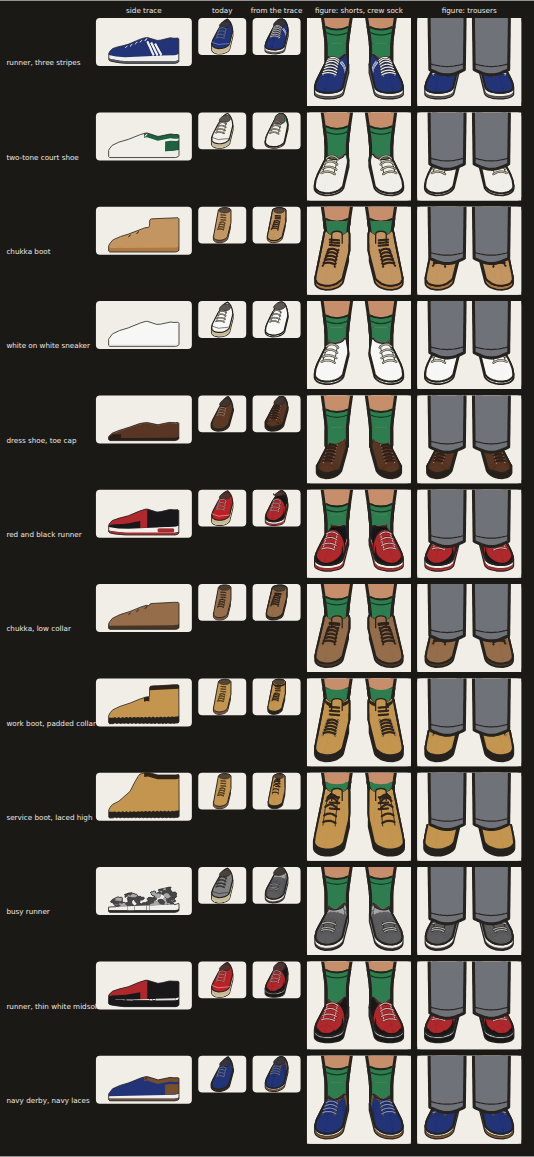 side trace today from the trace figure: shorts, crew sock figure: trousers
runner, three stripes
two-tone court shoe
chukka boot
white on white sneaker
dress shoe, toe cap
red and black runner
chukka, low collar
work boot, padded collar
service boot, laced high
busy runner
runner, thin white midsol
navy derby, navy laces